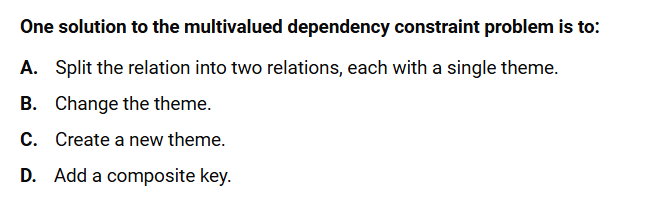 One solution to the multivalued dependency constraint problem is to:
A. Split the relation into two relations, each with a single theme.
B. Change the theme.
C. Create a new theme.
D. Add a composite key.